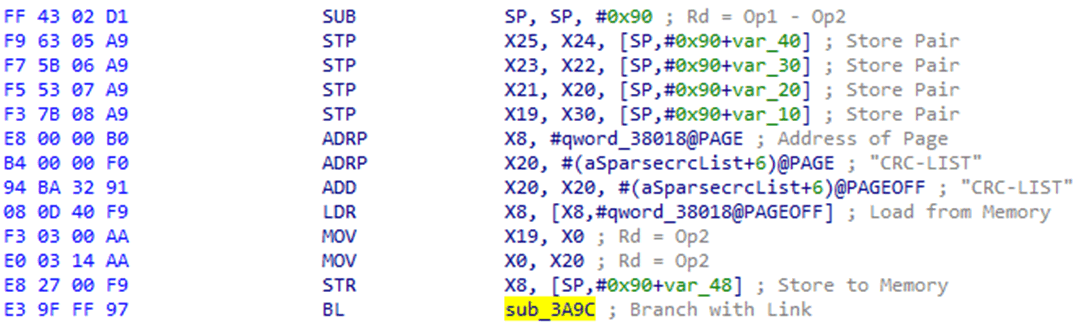 FF 43 02 D1 SUB SP, SP, #0x90 ; Rd = Op1 - Op2
F9 63 05 A9 STP X25, X24, [SP,#0x90+var_40] ; Store Pair
F7 5B 06 A9 STP X23, X22, [SP,#0x90+var_30] ; Store Pair
F5 53 07 A9 STP X21, X20, [SP,#0x90+var_20] ; Store Pair
F3 7B 08 A9 STP X19, X30, [SP,#0x90+var_10] ; Store Pair
E8 00 00 B0 ADRP X8, #qword_38018@PAGE ; Address of Page
B4 00 00 F0 ADRP X20, #(aSparsecrcList+6)@PAGE ; "CRC-LIST"
94 BA 32 91 ADD X20, X20, #(aSparsecrcList+6)@PAGEOFF ; "CRC-LIST"
08 0D 40 F9 LDR X8, [X8,#qword_38018@PAGEOFF] ; Load from Memory
F3 03 00 AA MOV X19, X0 ; Rd = Op2
E0 03 14 AA MOV X0, X20 ; Rd = Op2
E8 27 00 F9 STR X8, [SP,#0x90+var_48] ; Store to Memory
E3 9F FF 97 BL sub_3A9C ; Branch with Link